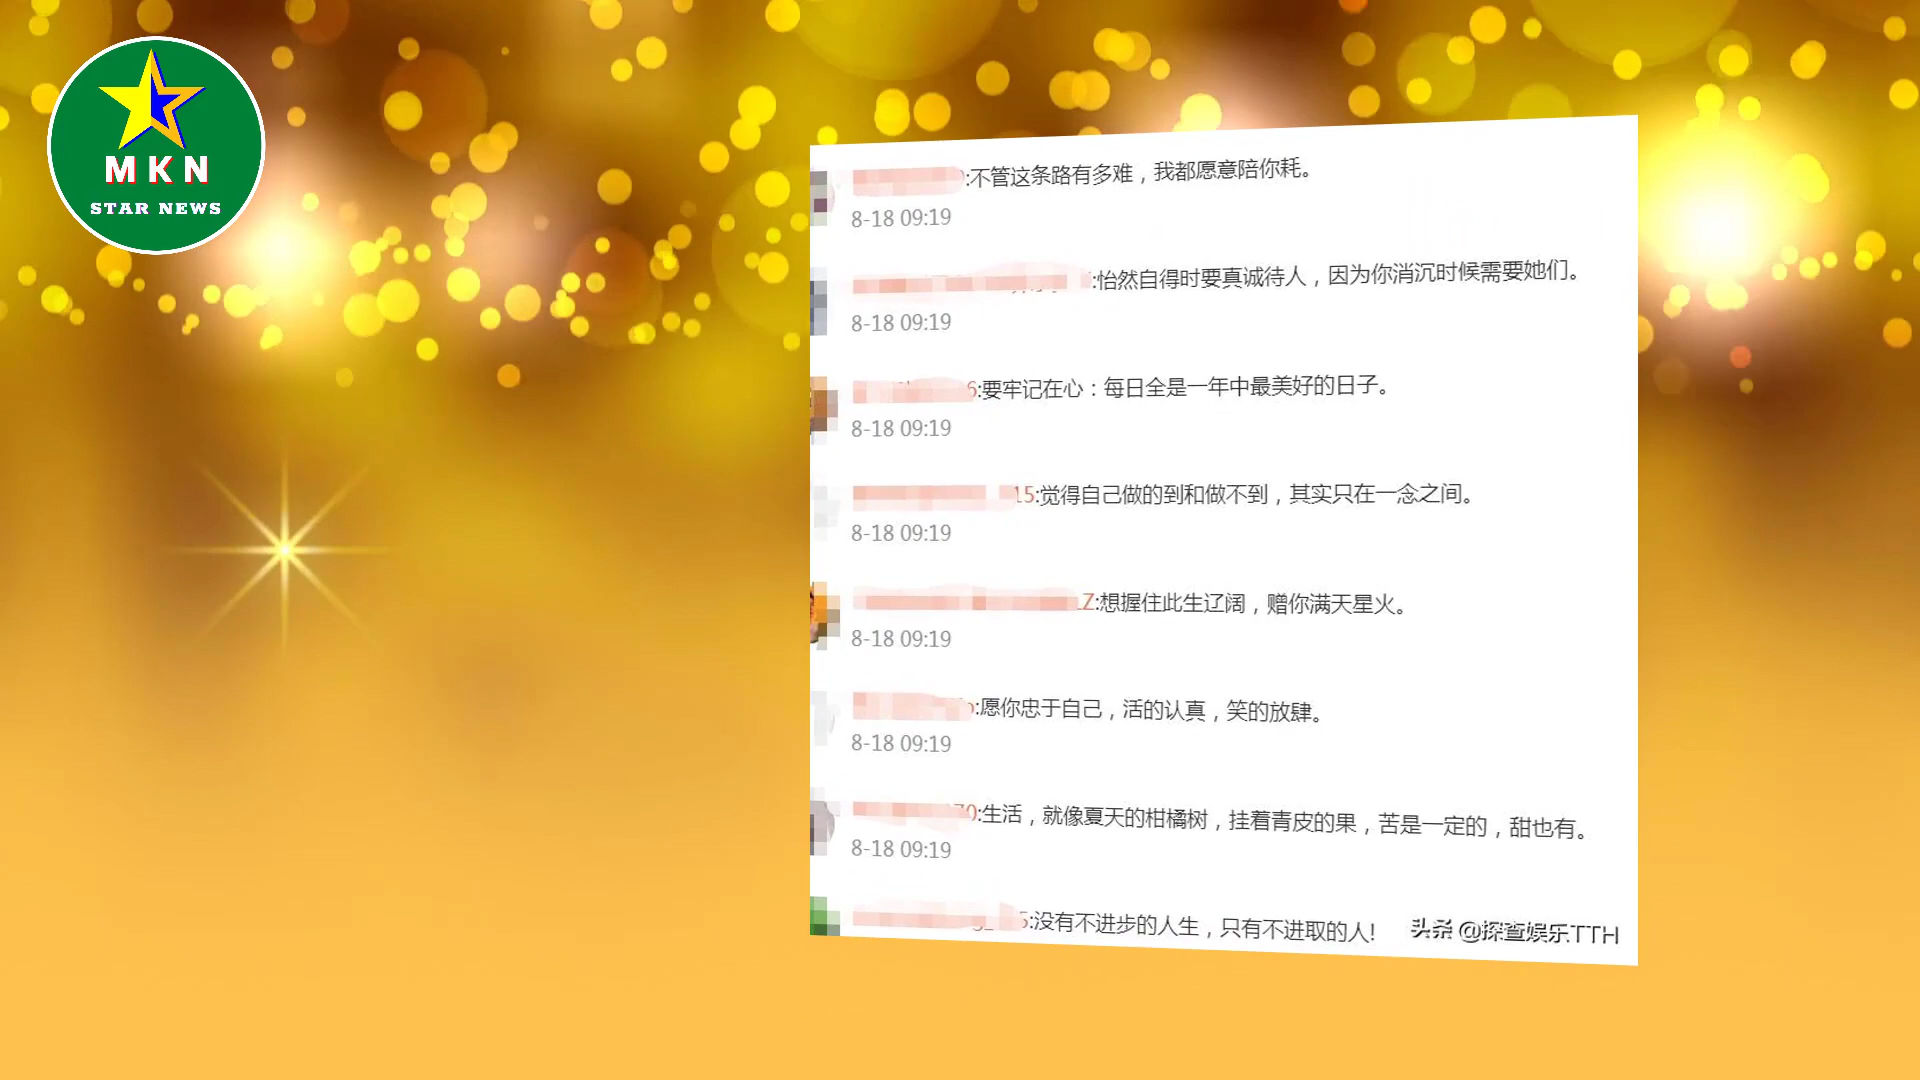 MKN
STAR NEWS
:不管这条路有多难，我都愿意陪你耗。
8-18 09:19
:怡然自得时要真诚待人，因为你消沉时候需要她们。
8-18 09:19
6:要牢记在心：每日全是一年中最美好的日子。
8-18 09:19
15:觉得自己做的到和做不到，其实只在一念之间。
8-18 09:19
Z:想握住此生辽阔，赠你满天星火。
8-18 09:19
:愿你忠于自己，活的认真，笑的放肆。
8-18 09:19
70:生活，就像夏天的柑橘树，挂着青皮的果，苦是一定的，甜也有。
8-18 09:19
5:没有不进步的人生，只有不进取的人!
头条 @探查娱乐TTH